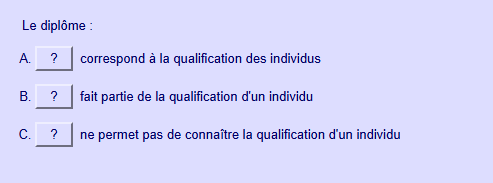 Le diplôme :
A. ? correspond à la qualification des individus
B. ? fait partie de la qualification d'un individu
C. ? ne permet pas de connaître la qualification d'un individu